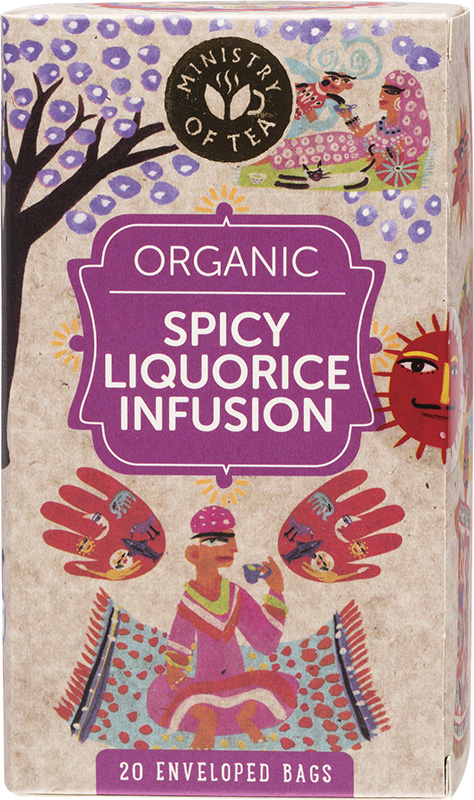 MINISTRY
OF TEA
ORGANIC
SPICY
LIQUORICE
INFUSION
20 ENVELOPED BAGS